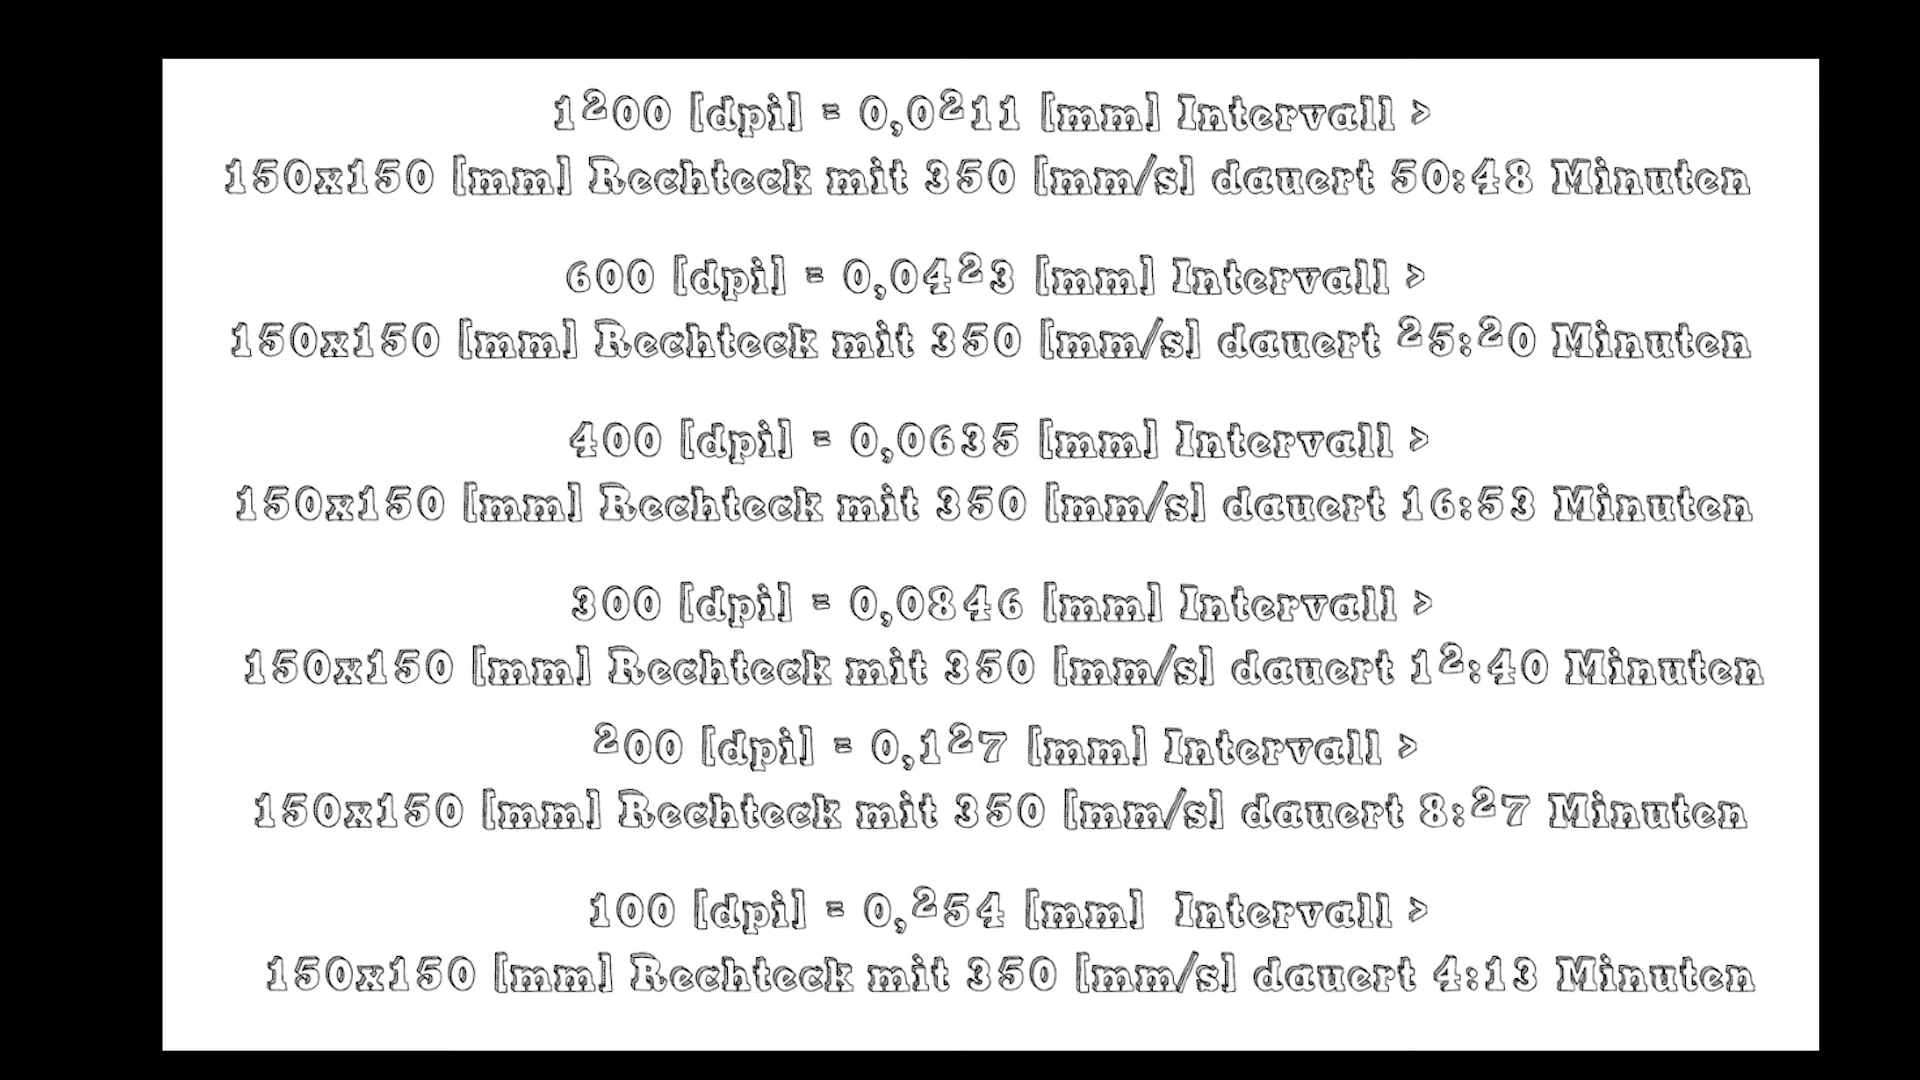 1200 [dpi] = 0,0211 [mm] Intervall >
150x150 [mm] Rechteck mit 350 [mm/s] dauert 50:48 Minuten
600 [dpi] = 0,0423 [mm] Intervall >
150x150 [mm] Rechteck mit 350 [mm/s] dauert 25:20 Minuten
400 [dpi] = 0,0635 [mm] Intervall >
150x150 [mm] Rechteck mit 350 [mm/s] dauert 16:53 Minuten
300 [dpi] = 0,0846 [mm] Intervall >
150x150 [mm] Rechteck mit 350 [mm/s] dauert 12:40 Minuten
200 [dpi] = 0,127 [mm] Intervall >
150x150 [mm] Rechteck mit 350 [mm/s] dauert 8:27 Minuten
100 [dpi] = 0,254 [mm] Intervall >
150x150 [mm] Rechteck mit 350 [mm/s] dauert 4:13 Minuten